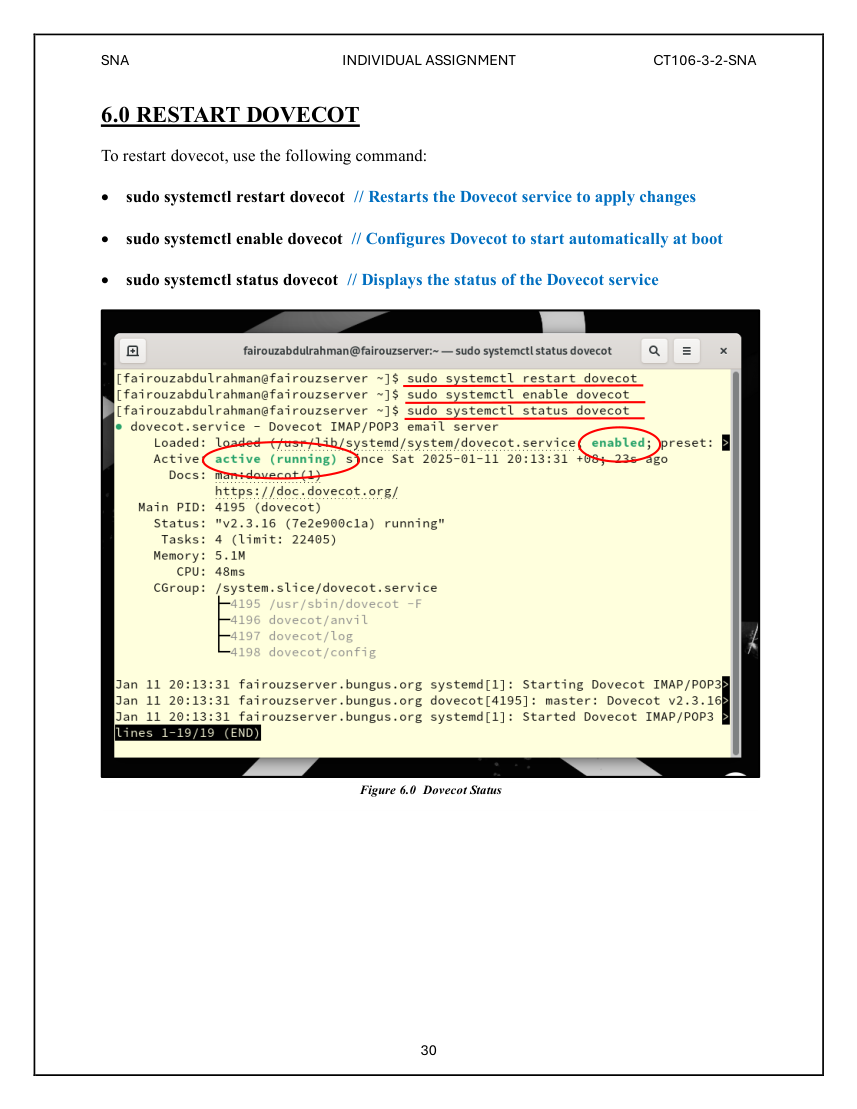 SNA INDIVIDUAL ASSIGNMENT CT106-3-2-SNA
6.0 RESTART DOVECOT
To restart dovecot, use the following command:
• sudo systemctl restart dovecot // Restarts the Dovecot service to apply changes
• sudo systemctl enable dovecot // Configures Dovecot to start automatically at boot
• sudo systemctl status dovecot // Displays the status of the Dovecot service
fairouzabdulrahman@fairouzserver:~ — sudo systemctl status dovecot
[fairouzabdulrahman@fairouzserver ~]$ sudo systemctl restart dovecot
[fairouzabdulrahman@fairouzserver ~]$ sudo systemctl enable dovecot
[fairouzabdulrahman@fairouzserver ~]$ sudo systemctl status dovecot
● dovecot.service - Dovecot IMAP/POP3 email server
Loaded: loaded (/usr/lib/systemd/system/dovecot.service; enabled; preset: >
Active: active (running) since Sat 2025-01-11 20:13:31 +08; 23s ago
Docs: man:dovecot(1)
https://doc.dovecot.org/
Main PID: 4195 (dovecot)
Status: "v2.3.16 (7e2e900c1a) running"
Tasks: 4 (limit: 22405)
Memory: 5.1M
CPU: 48ms
CGroup: /system.slice/dovecot.service
├─4195 /usr/sbin/dovecot -F
├─4196 dovecot/anvil
├─4197 dovecot/log
└─4198 dovecot/config
Jan 11 20:13:31 fairouzserver.bungus.org systemd[1]: Starting Dovecot IMAP/POP3>
Jan 11 20:13:31 fairouzserver.bungus.org dovecot[4195]: master: Dovecot v2.3.16>
Jan 11 20:13:31 fairouzserver.bungus.org systemd[1]: Started Dovecot IMAP/POP3 >
lines 1-19/19 (END)
Figure 6.0 Dovecot Status
30